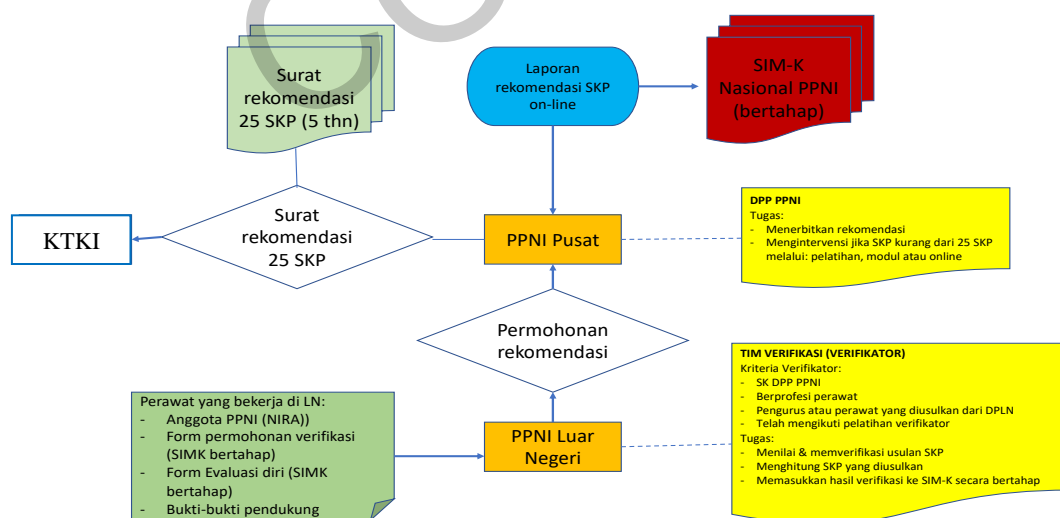 Surat
rekomendasi
25 SKP (5 thn)
Laporan
rekomendasi SKP
on-line
SIM-K
Nasional PPNI
(bertahap)
KTKI
Surat
rekomendasi
25 SKP
PPNI Pusat
DPP PPNI
Tugas:
- Menerbitkan rekomendasi
- Mengintervensi jika SKP kurang dari 25 SKP
melalui: pelatihan, modul atau online
Permohonan
rekomendasi
Perawat yang bekerja di LN:
- Anggota PPNI (NIRA))
- Form permohonan verifikasi
(SIMK bertahap)
- Form Evaluasi diri (SIMK
bertahap)
- Bukti-bukti pendukung
PPNI Luar
Negeri
TIM VERIFIKASI (VERIFIKATOR)
Kriteria Verifikator:
- SK DPP PPNI
- Berprofesi perawat
- Pengurus atau perawat yang diusulkan dari DPLN
- Telah mengikuti pelatihan verifikator
Tugas:
- Menilai & memverifikasi usulan SKP
- Menghitung SKP yang diusulkan
- Memasukkan hasil verifikasi ke SIM-K secara bertahap